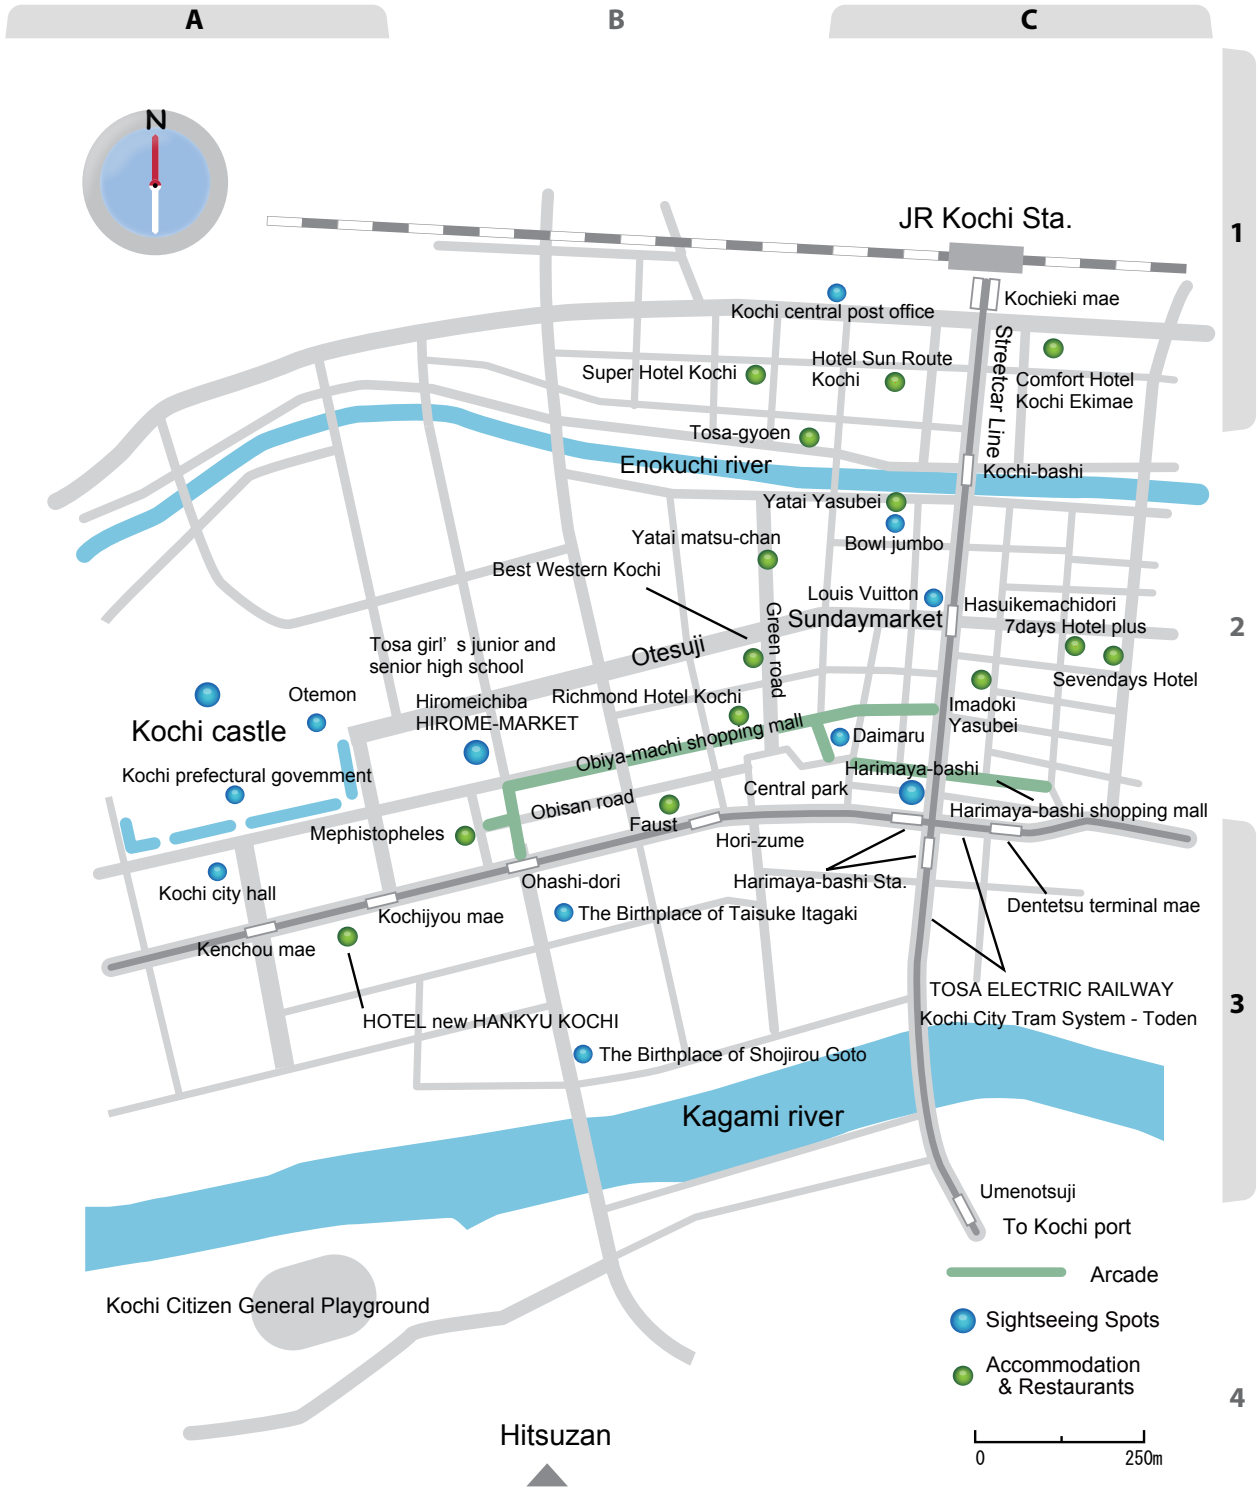 A
B
C
N
1
JR Kochi Sta.
Kochieki mae
Kochi central post office
Streetcar Line
Hotel Sun Route
Kochi
Super Hotel Kochi
Comfort Hotel
Kochi Ekimae
Tosa-gyoen
Enokuchi river
Kochi-bashi
Yatai Yasubei
Yatai matsu-chan
Bowl jumbo
Best Western Kochi
Louis Vuitton
Hasuikemachidori
Sundaymarket
7days Hotel plus
2
Green road
Otesuji
Tosa girl’s junior and
senior high school
Sevendays Hotel
Otemon
Hiromeichiba
HIROME-MARKET
Richmond Hotel Kochi
Imadoki
Yasubei
Kochi castle
Obiya-machi shopping mall
Daimaru
Kochi prefectural govemment
Harimaya-bashi
Central park
Obisan road
Harimaya-bashi shopping mall
Mephistopheles
Faust
Hori-zume
Kochi city hall
Ohashi-dori
Harimaya-bashi Sta.
Kochijyou mae
The Birthplace of Taisuke Itagaki
Dentetsu terminal mae
Kenchou mae
TOSA ELECTRIC RAILWAY
Kochi City Tram System - Toden
3
HOTEL new HANKYU KOCHI
The Birthplace of Shojirou Goto
Kagami river
Umenotsuji
To Kochi port
Arcade
Kochi Citizen General Playground
Sightseeing Spots
Accommodation
& Restaurants
4
Hitsuzan
0
250m